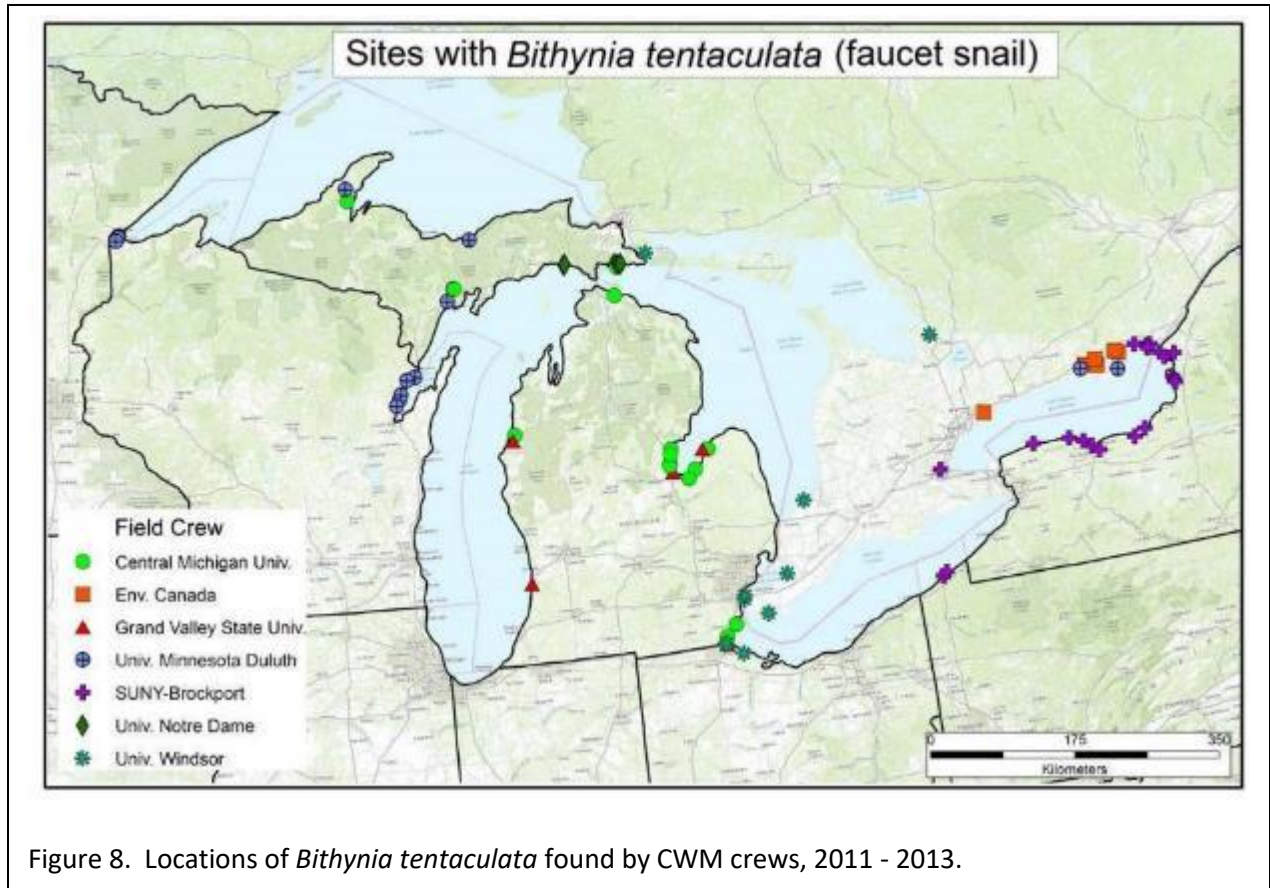 Sites with Bithynia tentaculata (faucet snail)
Field Crew
Central Michigan Univ.
Env. Canada
Grand Valley State Univ.
Univ. Minnesota Duluth
SUNY-Brockport
Univ. Notre Dame
Univ. Windsor
0 175 350
Kilometers
Figure 8. Locations of Bithynia tentaculata found by CWM crews, 2011 - 2013.